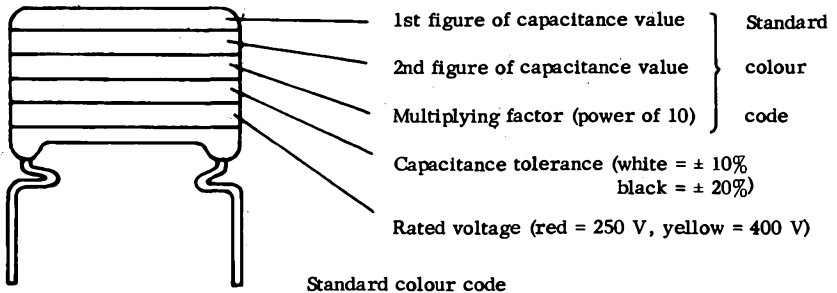 1st figure of capacitance value
Standard
2nd figure of capacitance value
colour
Multiplying factor (power of 10)
code
Capacitance tolerance (white = ± 10%
black = ± 20%)
Rated voltage (red = 250 V, yellow = 400 V)
Standard colour code